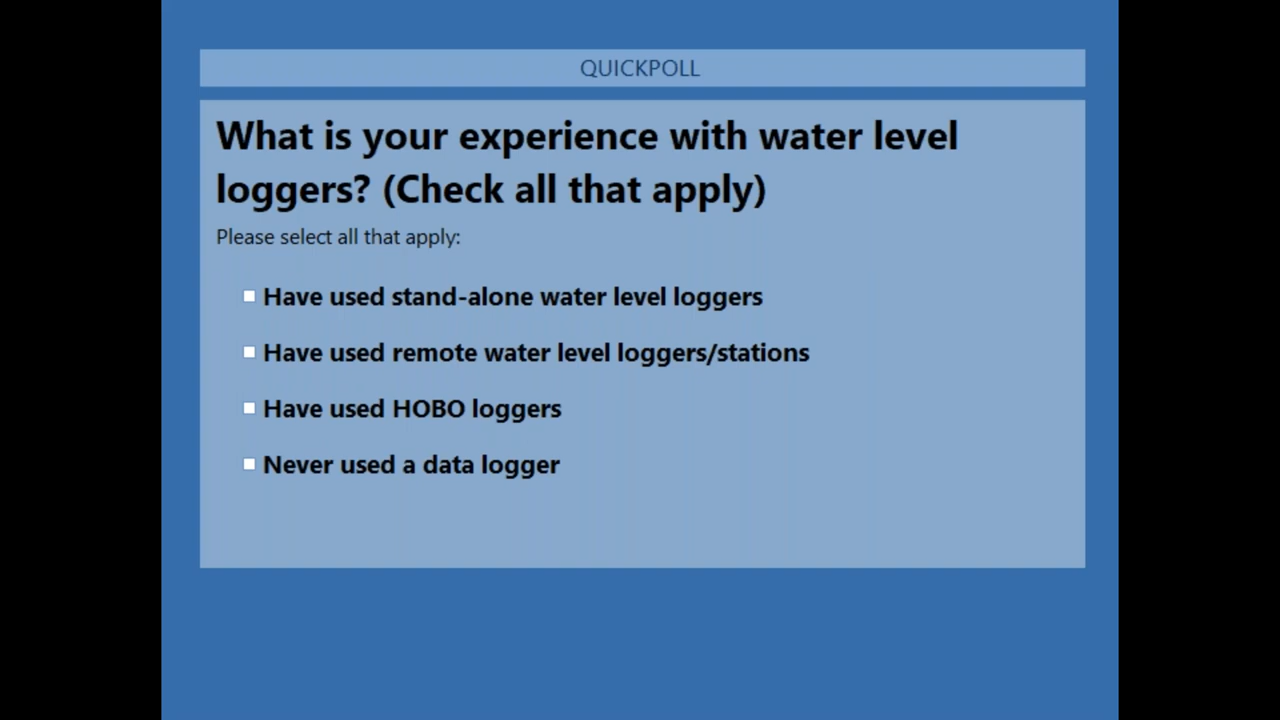 QUICKPOLL
What is your experience with water level
loggers? (Check all that apply)
Please select all that apply:
Have used stand-alone water level loggers
Have used remote water level loggers/stations
Have used HOBO loggers
Never used a data logger